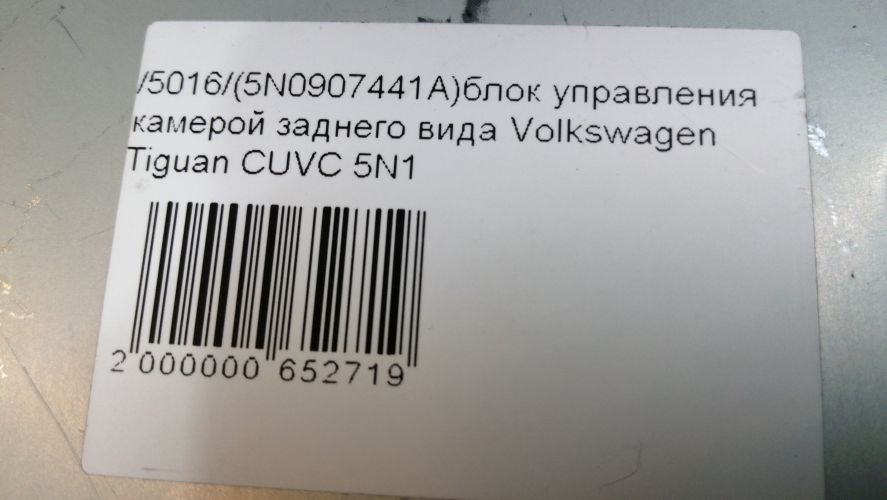 /5016/(5N0907441A)блок управления
камерой заднего вида Volkswagen
Tiguan CUVC 5N1
2 000000 652719